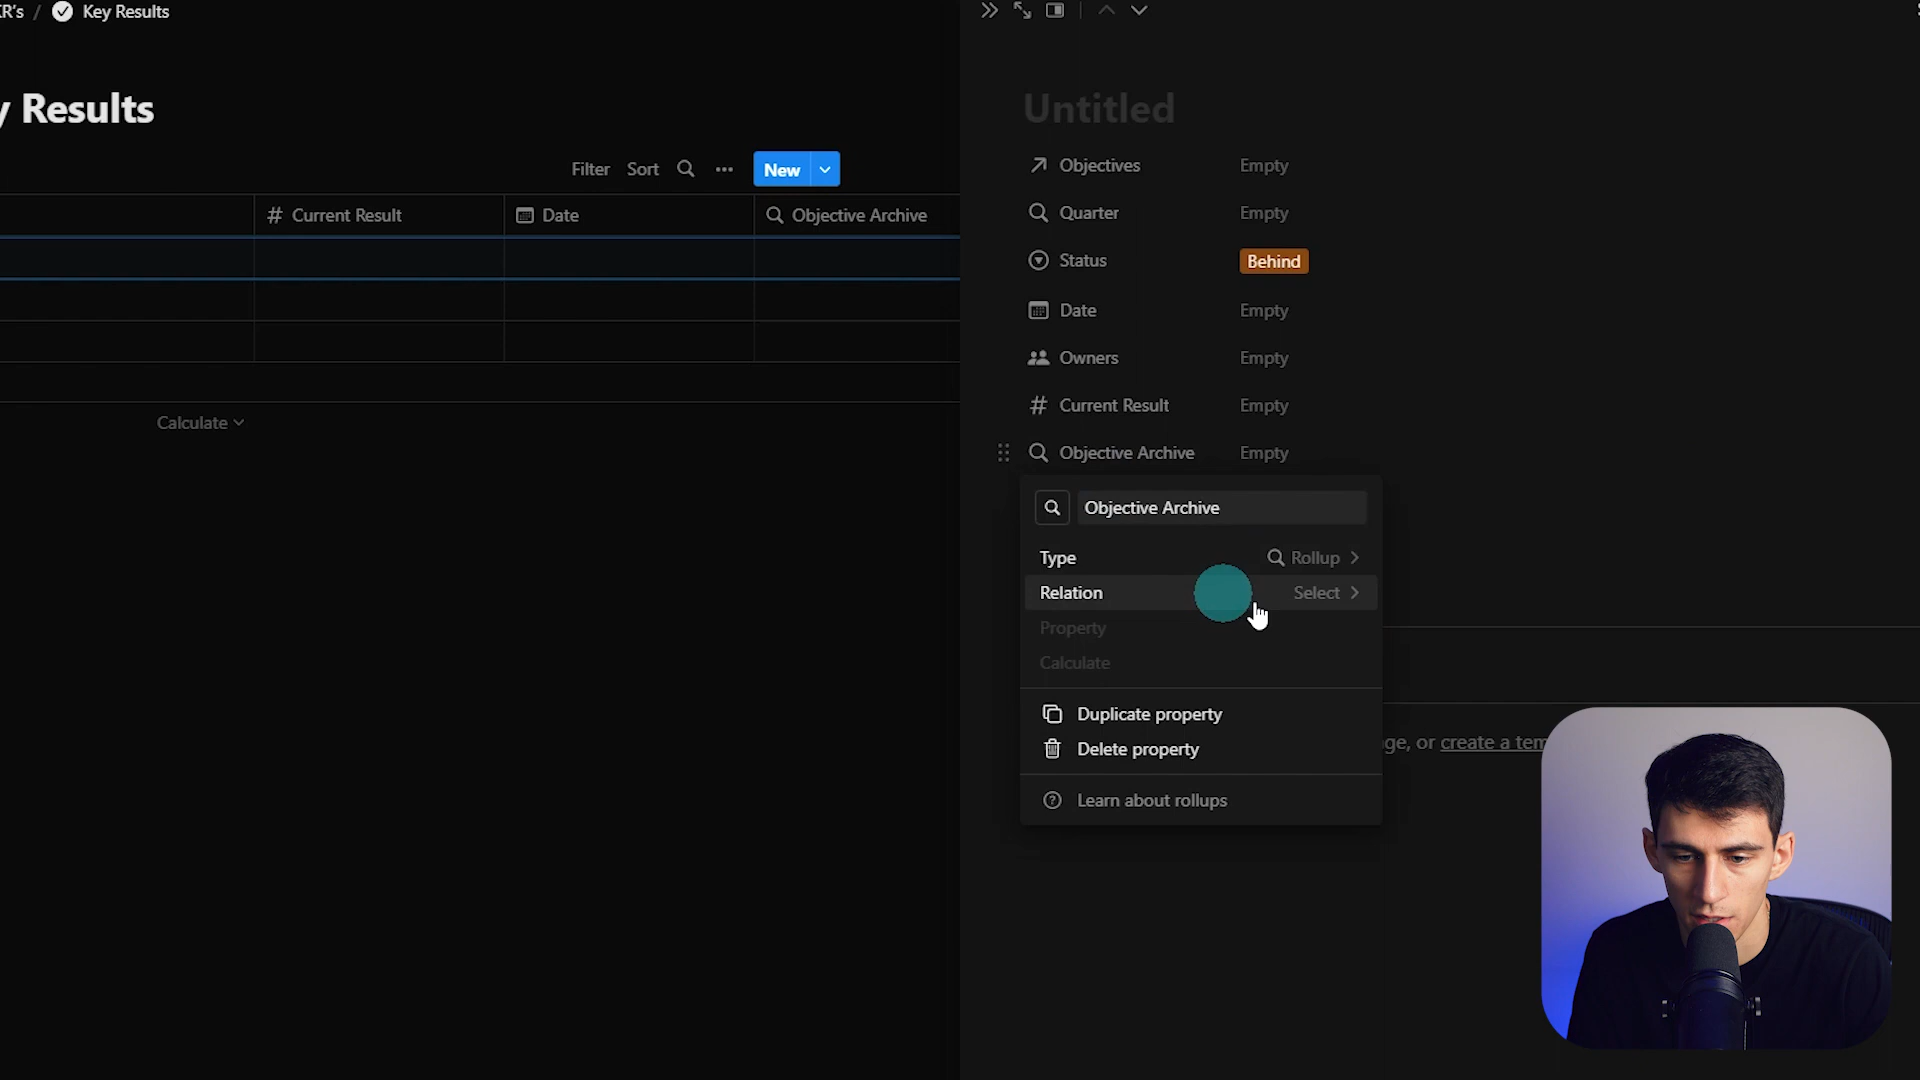 R's / Key Results
y Results
Filter Sort New
Current Result Date Objective Archive
Calculate
Untitled
Objectives Empty
Quarter Empty
Status Behind
Date Empty
Owners Empty
# Current Result Empty
Objective Archive Empty
Objective Archive
Type Rollup
Relation Select
Property
Calculate
Duplicate property
Delete property
Learn about rollups
ge, or create a tem